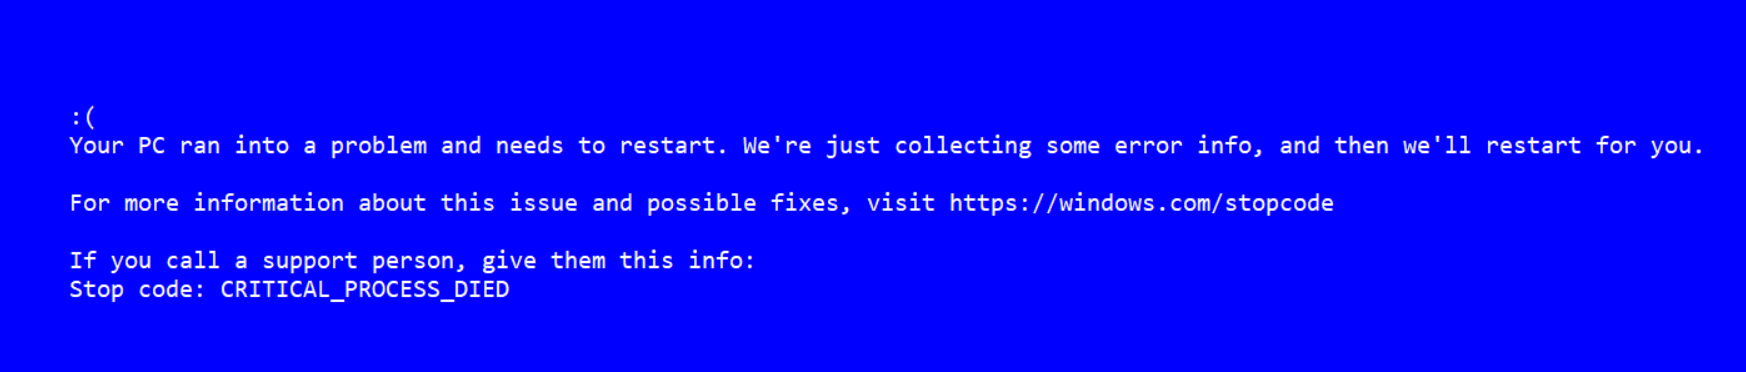 :(
Your PC ran into a problem and needs to restart. We're just collecting some error info, and then we'll restart for you.
For more information about this issue and possible fixes, visit https://windows.com/stopcode
If you call a support person, give them this info:
Stop code: CRITICAL_PROCESS_DIED